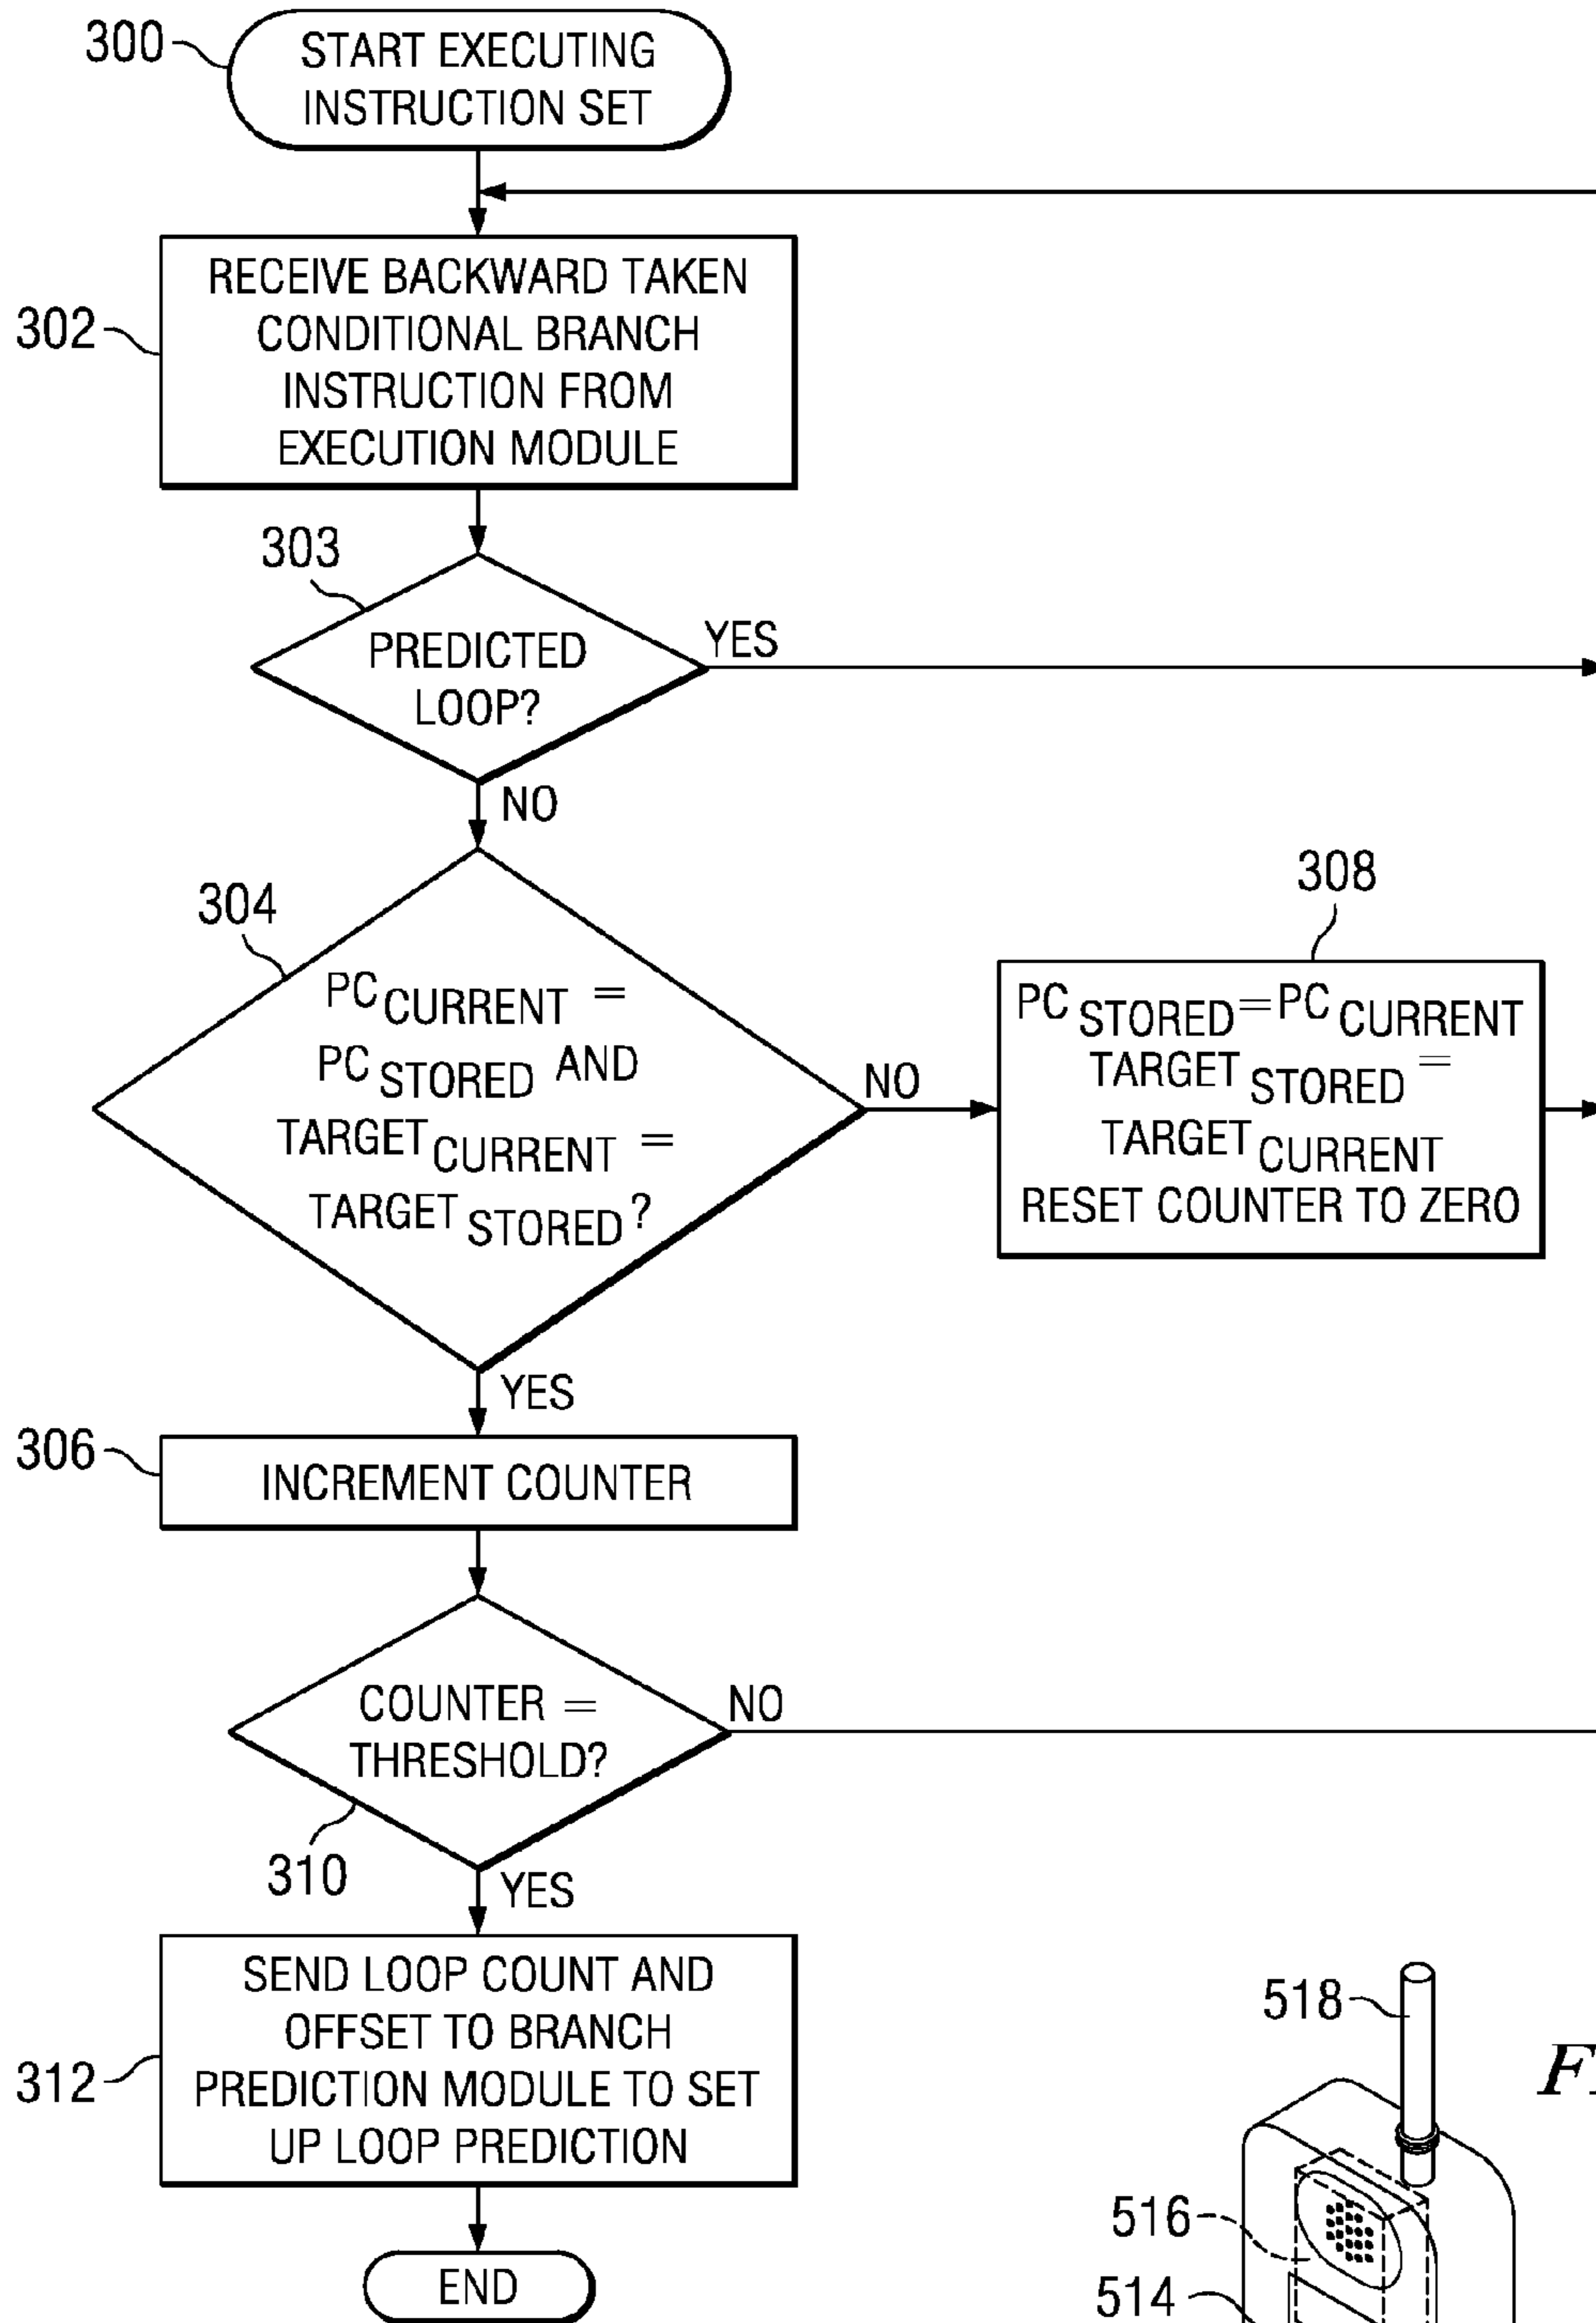 300
START EXECUTING
INSTRUCTION SET
302
RECEIVE BACKWARD TAKEN
CONDITIONAL BRANCH
INSTRUCTION FROM
EXECUTION MODULE
303
PREDICTED
LOOP?
YES
NO
304
PC CURRENT =
PC STORED AND
TARGET CURRENT =
TARGET STORED?
NO
308
PC STORED = PC CURRENT
TARGET STORED =
TARGET CURRENT
RESET COUNTER TO ZERO
YES
306
INCREMENT COUNTER
COUNTER =
THRESHOLD?
NO
310
YES
312
SEND LOOP COUNT AND
OFFSET TO BRANCH
PREDICTION MODULE TO SET
UP LOOP PREDICTION
END
518
516
514